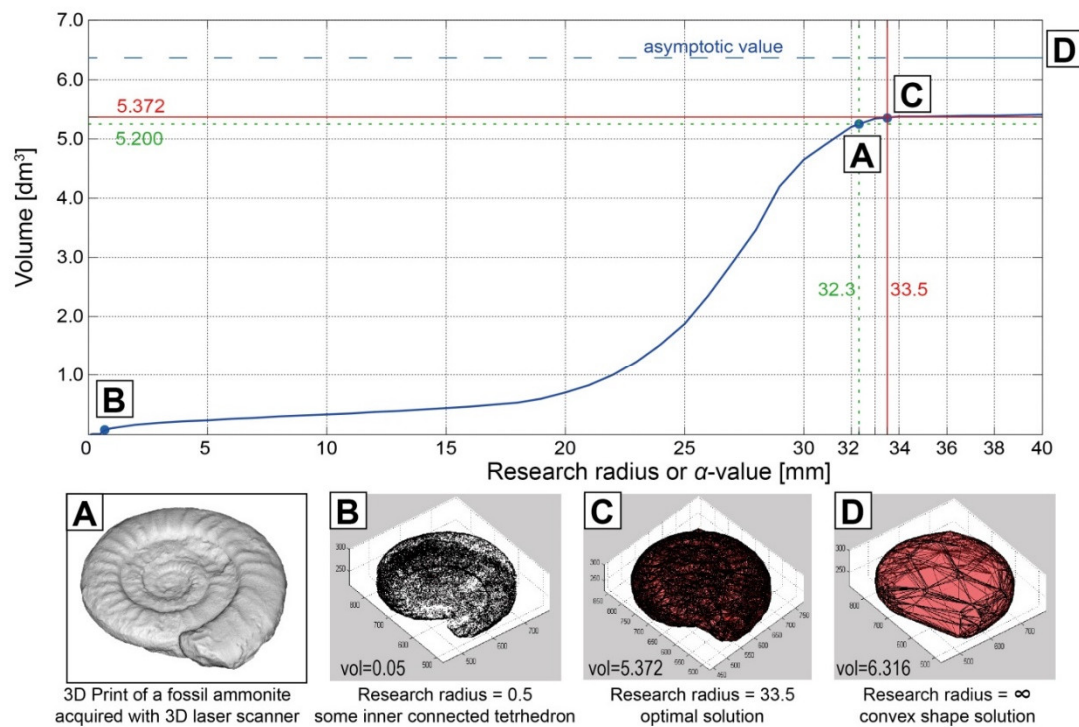 7.0
asymptotic value
D
6.0
C
5.372
5.200
5.0
A
4.0
Volume [dm³]
3.0
32.3
33.5
2.0
1.0
B
0
5
10
15
20
25
30
32
34
36
38
40
Research radius or α-value [mm]
A
3D Print of a fossil ammonite
acquired with 3D laser scanner
B
vol=0.05
Research radius = 0.5
some inner connected tetrhedron
C
vol=5.372
Research radius = 33.5
optimal solution
D
vol=6.316
Research radius = ∞
convex shape solution